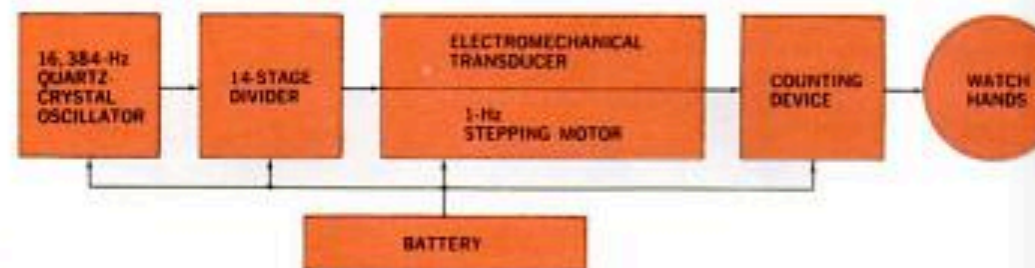 16,384-Hz
QUARTZ-
CRYSTAL
OSCILLATOR
14-STAGE
DIVIDER
ELECTROMECHANICAL
TRANSDUCER
1-Hz
STEPPING MOTOR
COUNTING
DEVICE
WATCH
HANDS
BATTERY